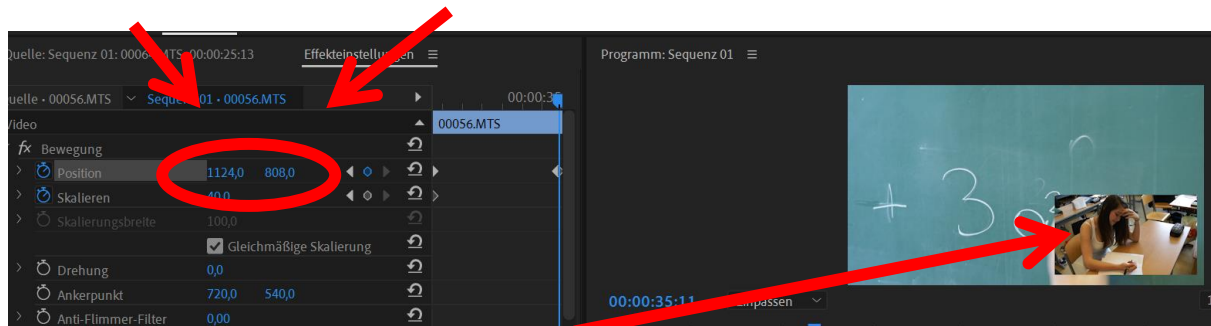 Quelle: Sequenz 01: 0006 MTS 00:00:25:13
Effekteinstellungen
Programm: Sequenz 01
uelle • 00056.MTS
Sequenz 01 • 00056.MTS
00:00:3
Video
00056.MTS
fx Bewegung
Position 1124,0 808,0
Skalieren 40,0
Skalierungsbreite 100,0
Gleichmäßige Skalierung
Drehung 0,0
Ankerpunkt 720,0 540,0
Anti-Flimmer-Filter 0,00
+ 3
00:00:35:11
Einpassen
1